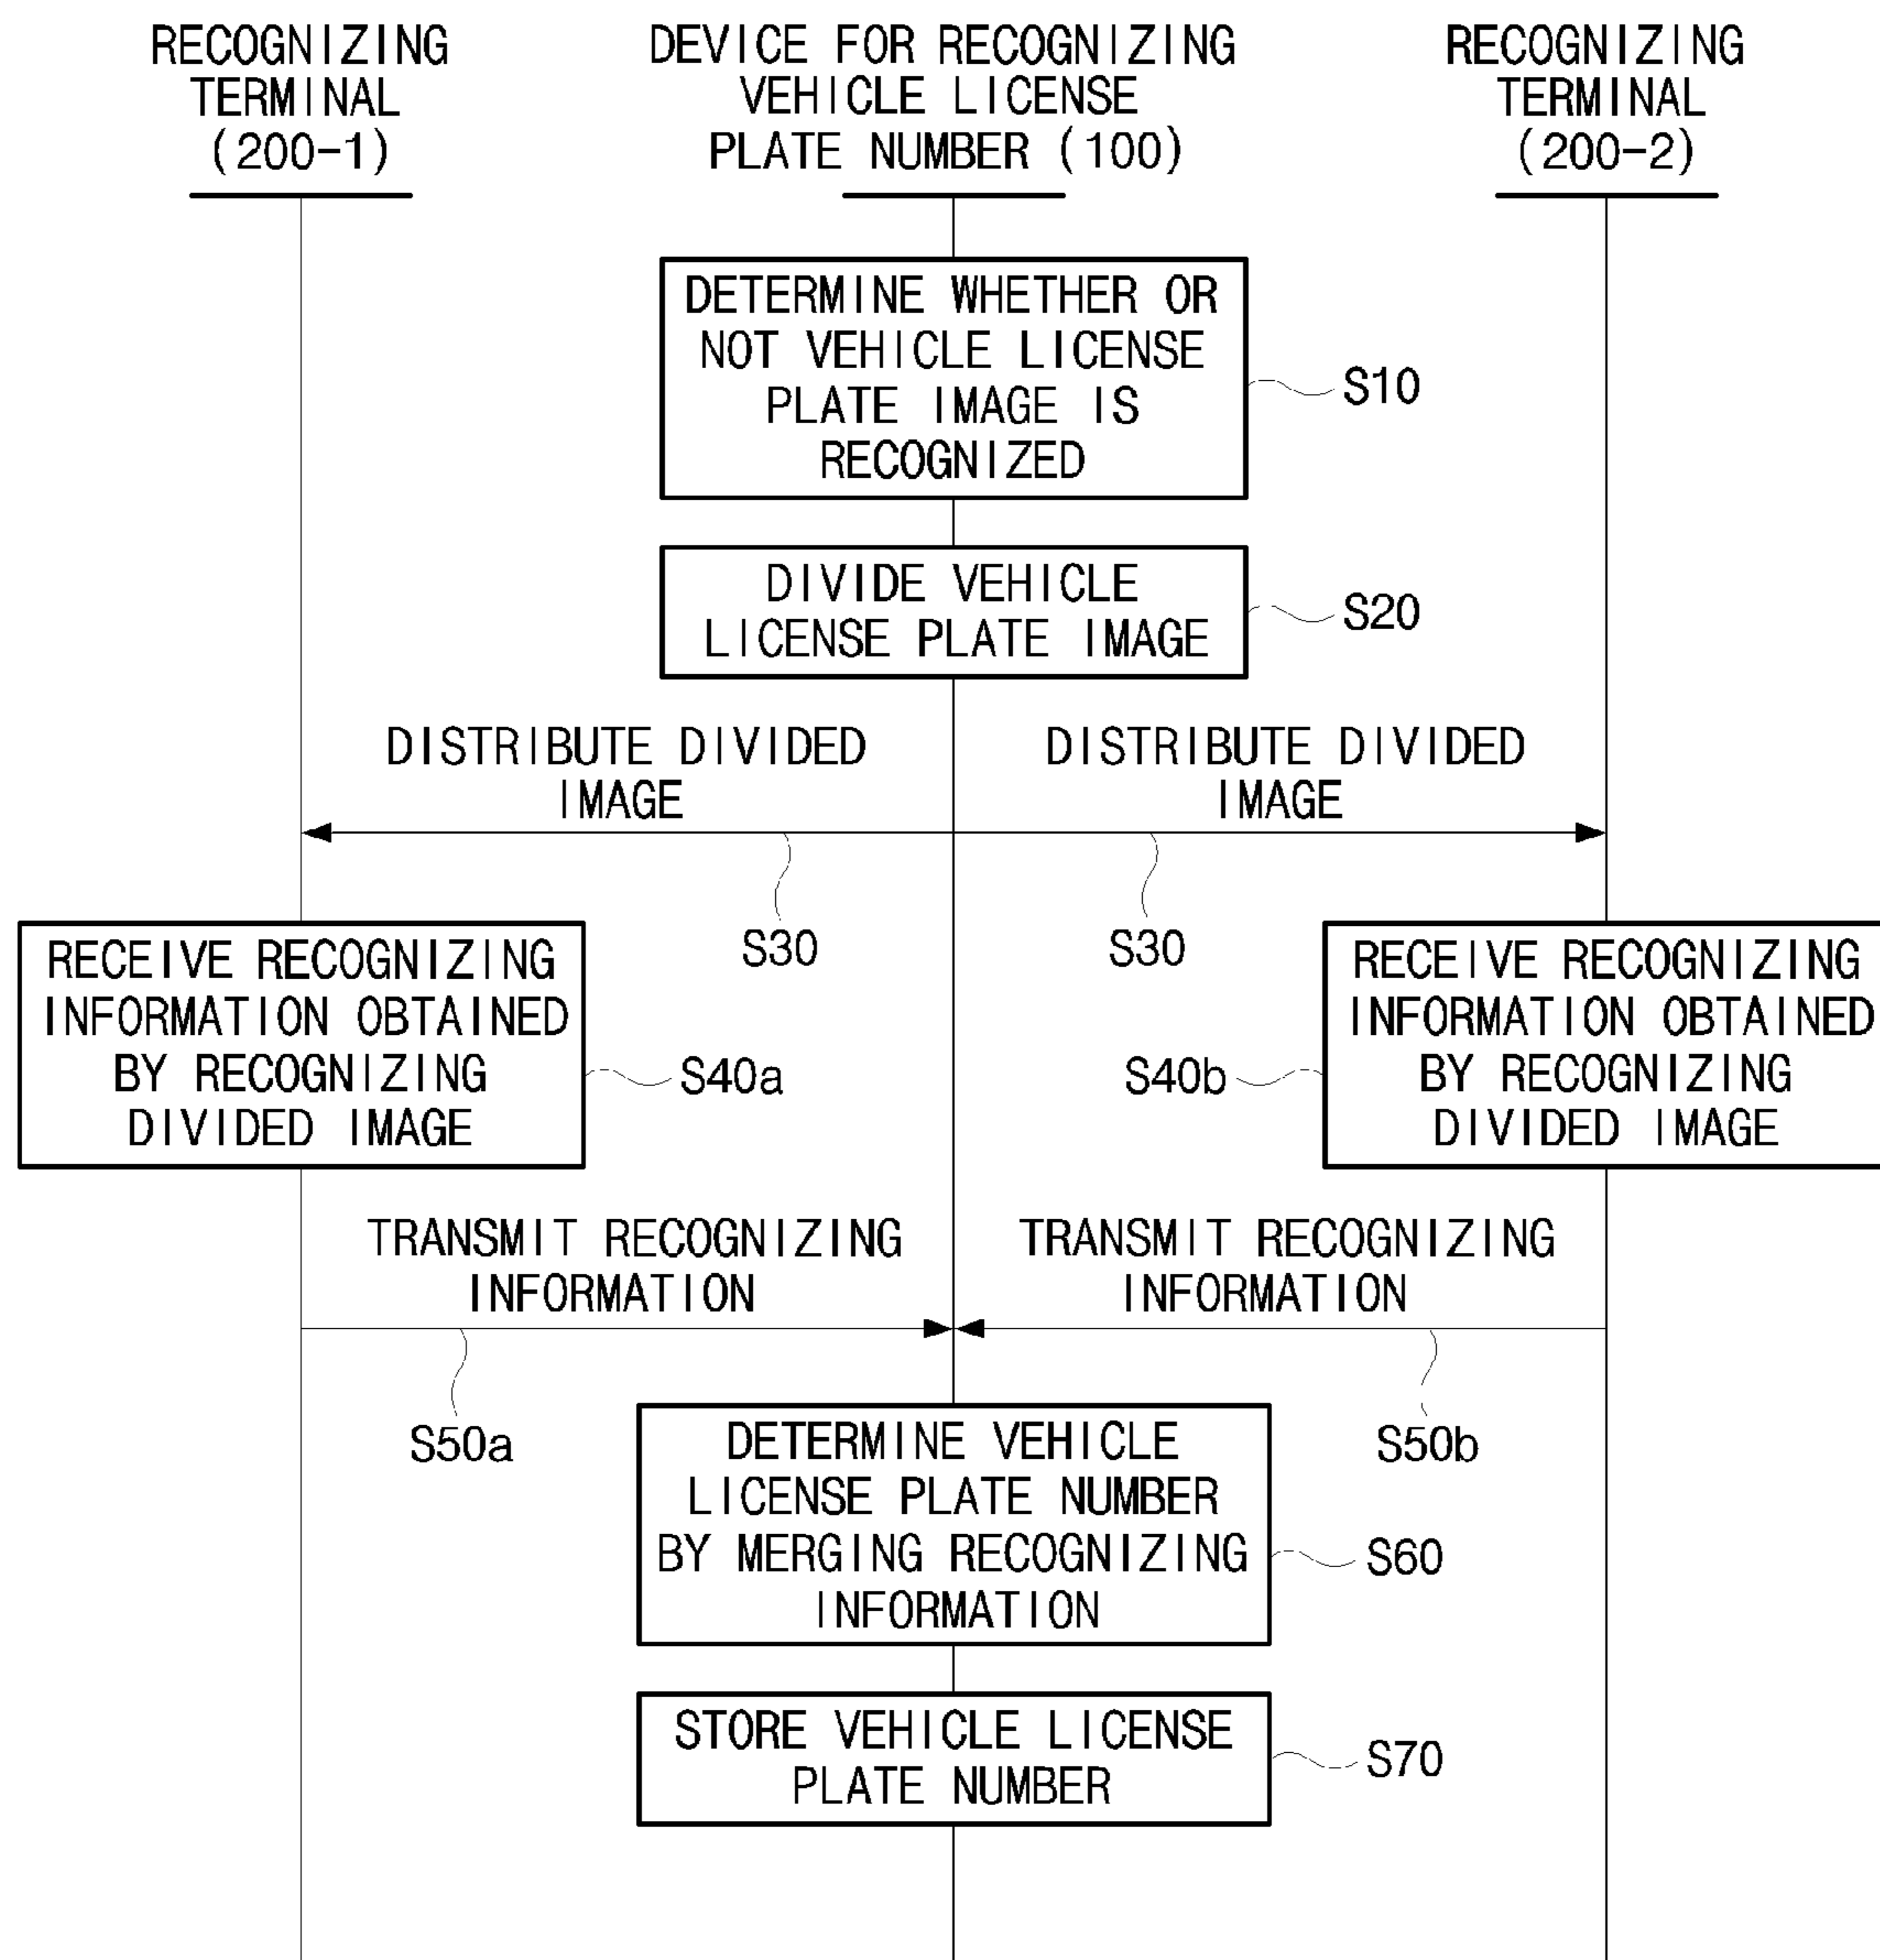 RECOGNIZING
TERMINAL
(200-1)
DEVICE FOR RECOGNIZING
VEHICLE LICENSE
PLATE NUMBER (100)
RECOGNIZING
TERMINAL
(200-2)
DETERMINE WHETHER OR
NOT VEHICLE LICENSE
PLATE IMAGE IS
RECOGNIZED
S10
DIVIDE VEHICLE
LICENSE PLATE IMAGE
S20
DISTRIBUTE DIVIDED
IMAGE
DISTRIBUTE DIVIDED
IMAGE
S30
S30
RECEIVE RECOGNIZING
INFORMATION OBTAINED
BY RECOGNIZING
DIVIDED IMAGE
S40a
S40b
RECEIVE RECOGNIZING
INFORMATION OBTAINED
BY RECOGNIZING
DIVIDED IMAGE
TRANSMIT RECOGNIZING
INFORMATION
TRANSMIT RECOGNIZING
INFORMATION
S50a
S50b
DETERMINE VEHICLE
LICENSE PLATE NUMBER
BY MERGING RECOGNIZING
INFORMATION
S60
STORE VEHICLE LICENSE
PLATE NUMBER
S70